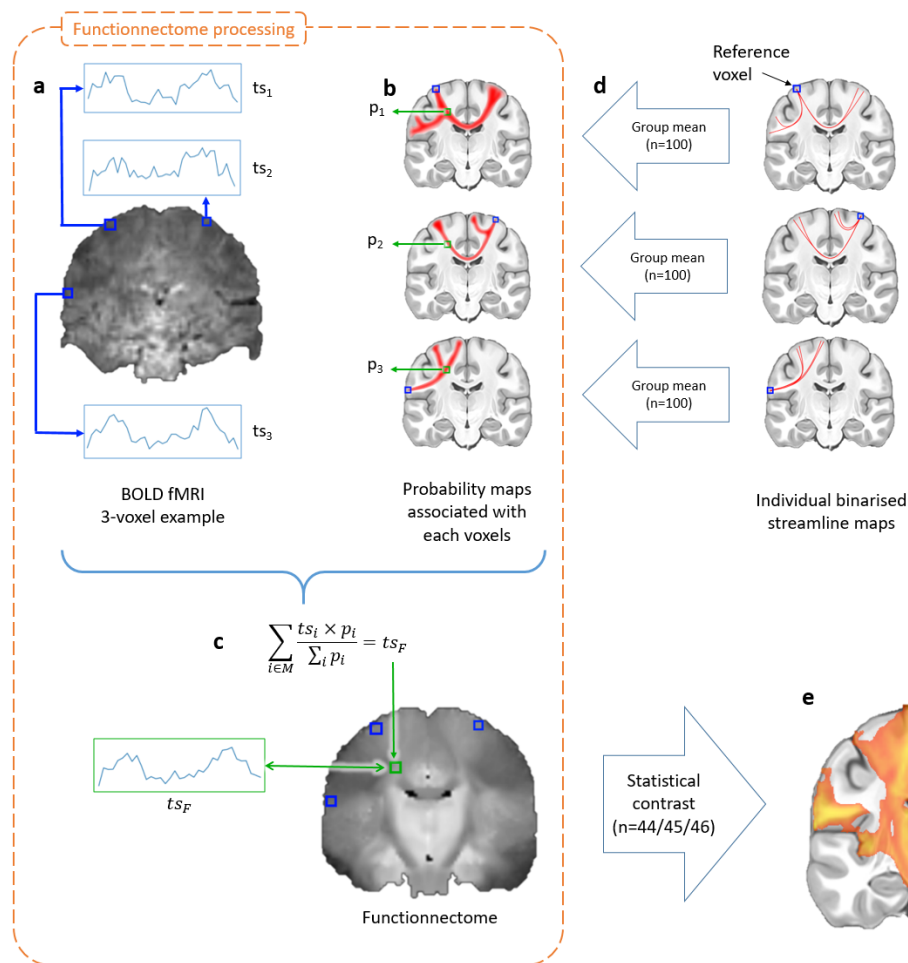 Functionnectome processing
a
ts₁
ts₂
ts₃
BOLD fMRI
3-voxel example
b
p₁
p₂
p₃
Probability maps
associated with
each voxels
d
Reference
voxel
Group mean
(n=100)
Group mean
(n=100)
Group mean
(n=100)
Individual binarised
streamline maps
c
∑_{i∈M} (ts_i × p_i) / (∑_i p_i) = ts_F
ts_F
Functionnectome
Statistical
contrast
(n=44/45/46)
e